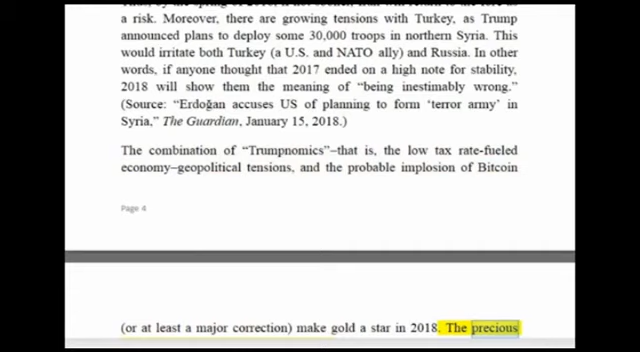 a risk. Moreover, there are growing tensions with Turkey, as Trump
announced plans to deploy some 30,000 troops in northern Syria. This
would irritate both Turkey (a U.S. and NATO ally) and Russia. In other
words, if anyone thought that 2017 ended on a high note for stability,
2018 will show them the meaning of “being inestimably wrong.”
(Source: “Erdoğan accuses US of planning to form ‘terror army’ in
Syria,” The Guardian, January 15, 2018.)
The combination of “Trumpnomics”–that is, the low tax rate-fueled
economy–geopolitical tensions, and the probable implosion of Bitcoin
Page 4
(or at least a major correction) make gold a star in 2018. The precious